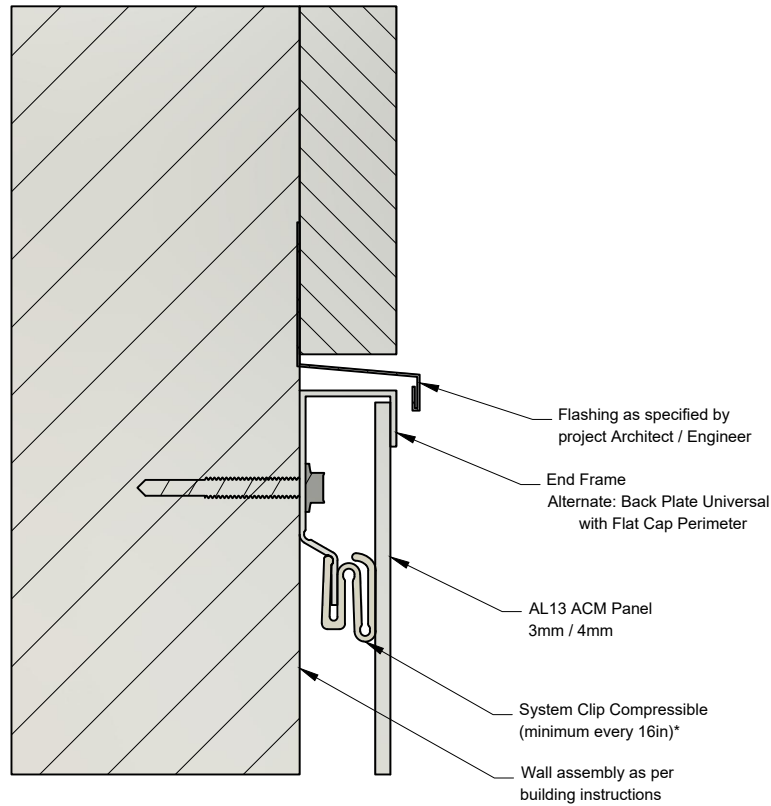 Flashing as specified by
project Architect / Engineer
End Frame
Alternate: Back Plate Universal
with Flat Cap Perimeter
AL13 ACM Panel
3mm / 4mm
System Clip Compressible
(minimum every 16in)*
Wall assembly as per
building instructions